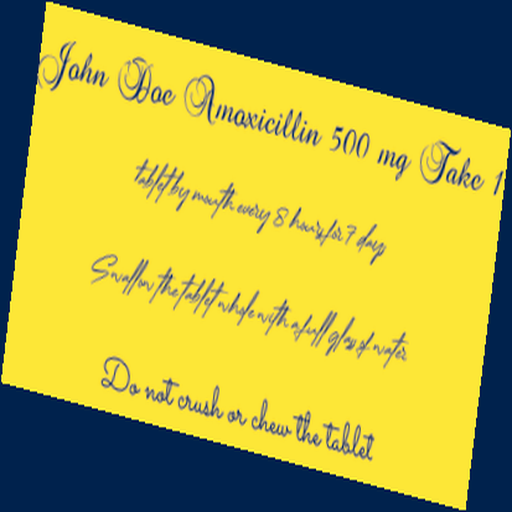 John Doe Amoxicillin 500 mg Take 1
tablet by mouth every 8 hours for 7 days
Swallow the tablet whole with a full glass of water
Do not crush or chew the tablet